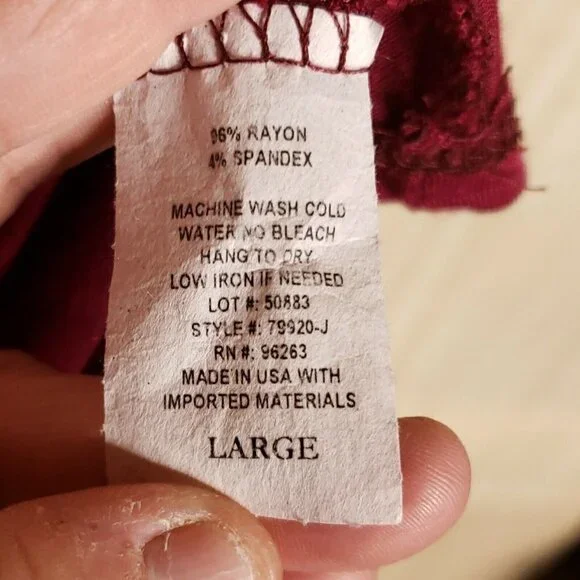 96% RAYON
4% SPANDEX
MACHINE WASH COLD
WATER NO BLEACH
HANG TO DRY
LOW IRON IF NEEDED
LOT #: 50883
STYLE #: 79920-J
RN #: 96263
MADE IN USA WITH
IMPORTED MATERIALS
LARGE